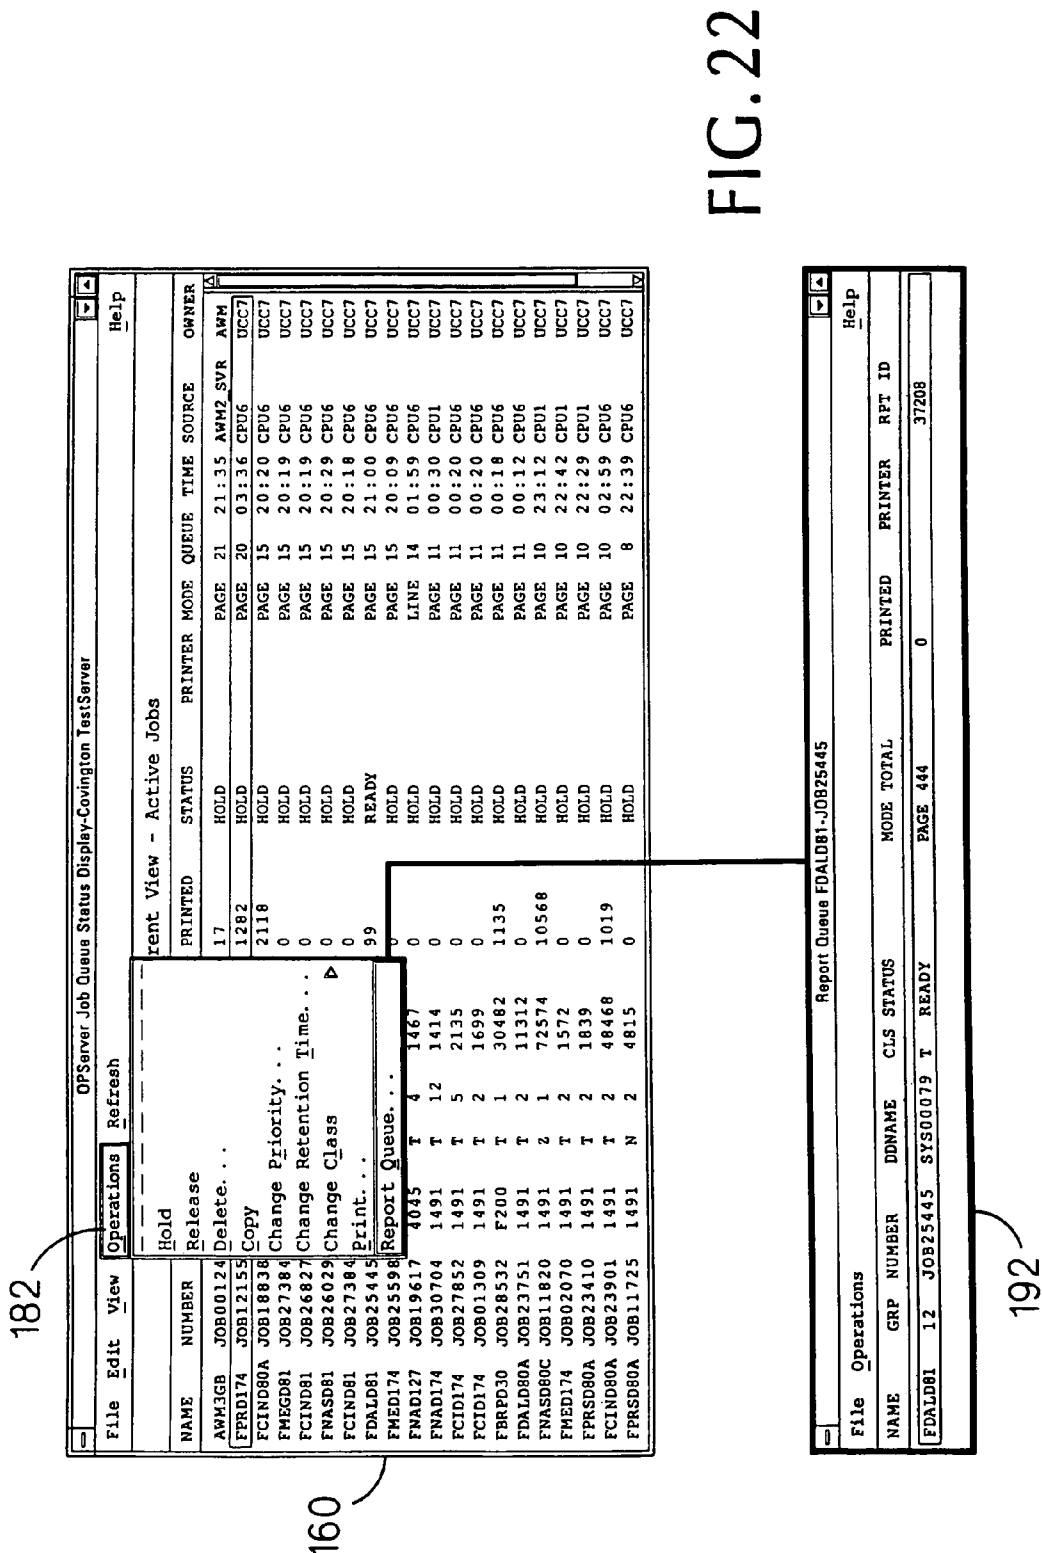 182
160
OPServer Job Queue Status Display-Covington TestServer
File Edit View Operations Refresh Help
rent View - Active Jobs
NAME NUMBER PRINTED STATUS PRINTER MODE QUEUE TIME SOURCE OWNER
AWM3GB JOB00124 17 HOLD PAGE 21 21:35 AWM2_SVR AWM
FPRD174 JOB12155 1282 HOLD PAGE 20 03:36 CPU6 UCC7
FCIND80A JOB18838 2118 HOLD PAGE 15 20:20 CPU6 UCC7
FMEGD81 JOB27384 0 HOLD PAGE 15 20:19 CPU6 UCC7
FCIND81 JOB26827 0 HOLD PAGE 15 20:19 CPU6 UCC7
FNASD81 JOB26029 0 HOLD PAGE 15 20:29 CPU6 UCC7
FCIND81 JOB27384 0 HOLD PAGE 15 20:18 CPU6 UCC7
FDALD81 JOB25445 99 READY PAGE 15 21:00 CPU6 UCC7
FMED174 JOB25598 0 HOLD PAGE 15 20:09 CPU6 UCC7
FNAD127 JOB19617 4045 T 4 1467 0 HOLD LINE 14 01:59 CPU6 UCC7
FNAD174 JOB30704 1491 T 12 1414 0 HOLD PAGE 11 00:30 CPU1 UCC7
FCID174 JOB27852 1491 T 5 2135 0 HOLD PAGE 11 00:20 CPU6 UCC7
FCID174 JOB01309 1491 T 2 1699 0 HOLD PAGE 11 00:20 CPU6 UCC7
FBRPD30 JOB28532 F200 T 1 30482 1135 HOLD PAGE 11 00:18 CPU6 UCC7
FDALD80A JOB23751 1491 T 2 11312 0 HOLD PAGE 11 00:12 CPU6 UCC7
FNASD80C JOB11820 1491 Z 1 72574 10568 HOLD PAGE 10 23:12 CPU1 UCC7
FMED174 JOB02070 1491 T 2 1572 0 HOLD PAGE 10 22:42 CPU1 UCC7
FPRSD80A JOB23410 1491 T 2 1839 0 HOLD PAGE 10 22:29 CPU1 UCC7
FCIND80A JOB23901 1491 T 2 48468 1019 HOLD PAGE 10 02:59 CPU6 UCC7
FPRSD80A JOB11725 1491 N 2 4815 0 HOLD PAGE 8 22:39 CPU6 UCC7
Hold
Release
Delete...
Copy
Change Priority...
Change Retention Time...
Change Class
Print...
Report Queue...
Report Queue FDALD81-JOB25445
File Operations Help
NAME GRP NUMBER DDNAME CLS STATUS MODE TOTAL PRINTED PRINTER RPT ID
FDALD81 12 JOB25445 SYS00079 T READY PAGE 444 0 37208
192
FIG.22